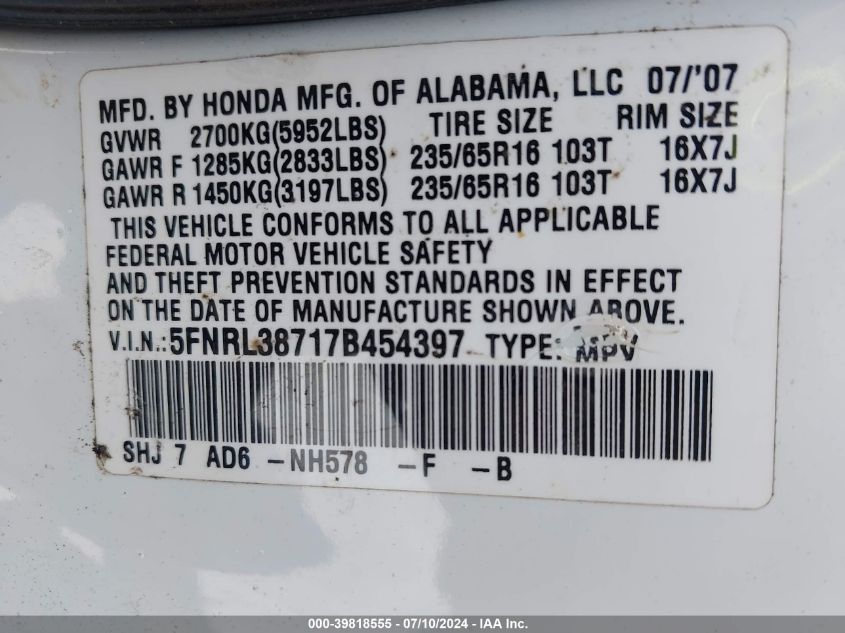 MFD. BY HONDA MFG. OF ALABAMA, LLC 07/'07
GVWR 2700KG(5952LBS) TIRE SIZE RIM SIZE
GAWR F 1285KG(2833LBS) 235/65R16 103T 16X7J
GAWR R 1450KG(3197LBS) 235/65R16 103T 16X7J
THIS VEHICLE CONFORMS TO ALL APPLICABLE
FEDERAL MOTOR VEHICLE SAFETY
AND THEFT PREVENTION STANDARDS IN EFFECT
ON THE DATE OF MANUFACTURE SHOWN ABOVE.
V.I.N.:5FNRL38717B454397 TYPE: MPV
SHJ 7 AD6 -NH578 -F -B
000-39818555 - 07/10/2024 - IAA Inc.